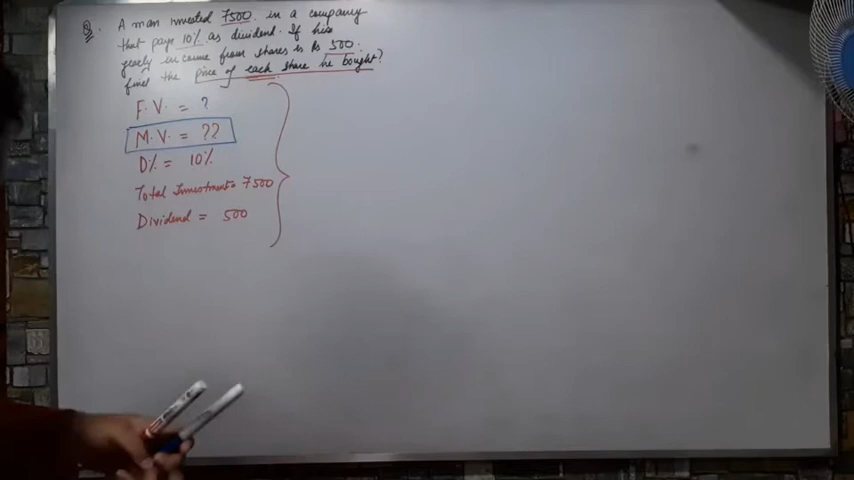 Q. A man invested 7500 in a company
that pays 10% as dividend. If his
yearly income from shares is Rs 500.
find the price of each share he bought?
F.V. = ?
M.V. = ??
D% = 10%
Total Investment = 7500
Dividend = 500